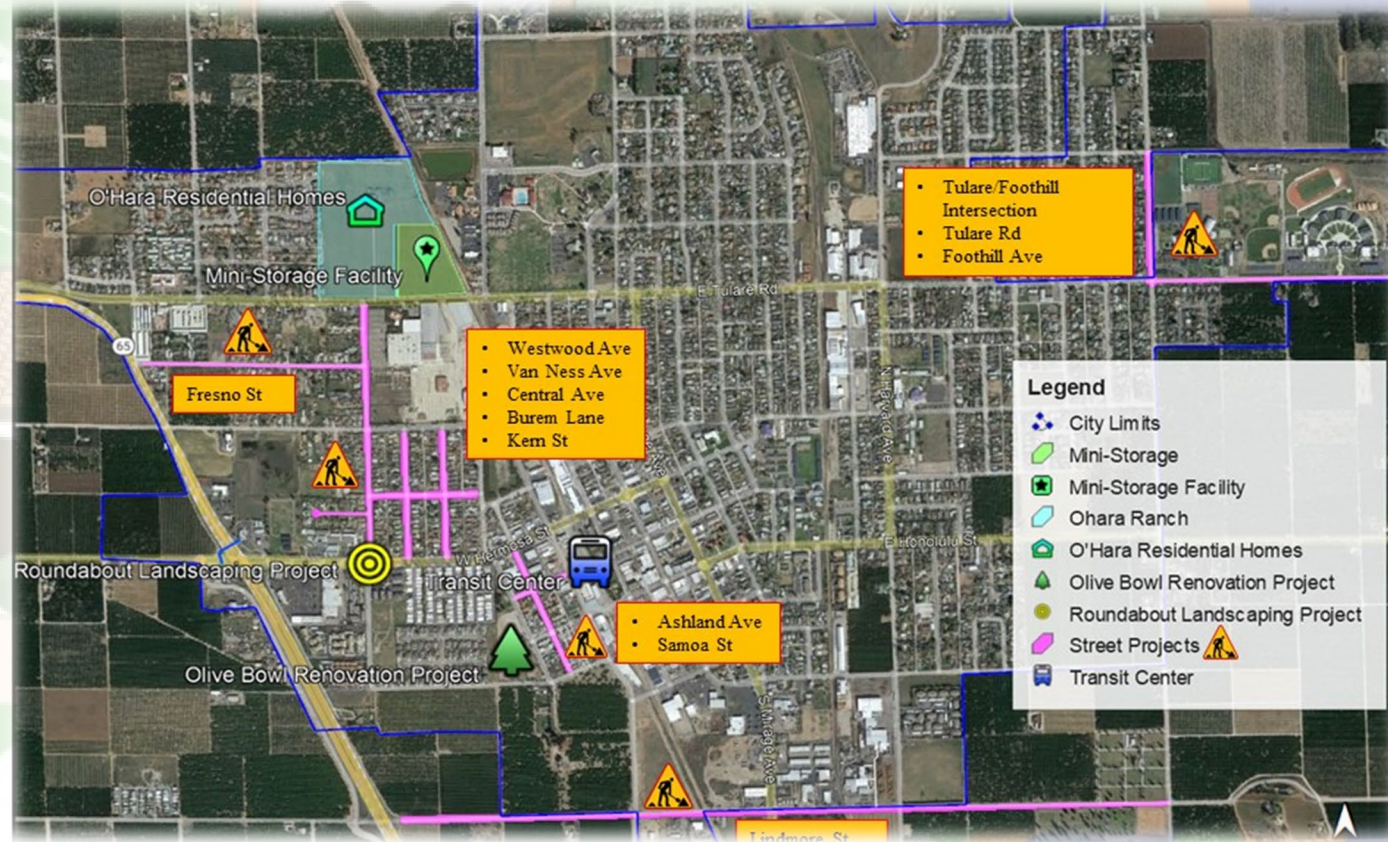 O'Hara Residential Homes
Mini-Storage Facility
E Tulare Rd
• Tulare/Foothill
Intersection
• Tulare Rd
• Foothill Ave
65
Fresno St
• Westwood Ave
• Van Ness Ave
• Central Ave
• Burem Lane
• Kern St
N Harvard Ave
Legend
City Limits
Mini-Storage
Mini-Storage Facility
Ohara Ranch
O'Hara Residential Homes
Olive Bowl Renovation Project
Roundabout Landscaping Project
Street Projects
Transit Center
Ave
W Hermosa St
E Honolulu St
Roundabout Landscaping Project
Transit Center
• Ashland Ave
• Samoa St
Olive Bowl Renovation Project
S Mirage Ave
Lindmore St